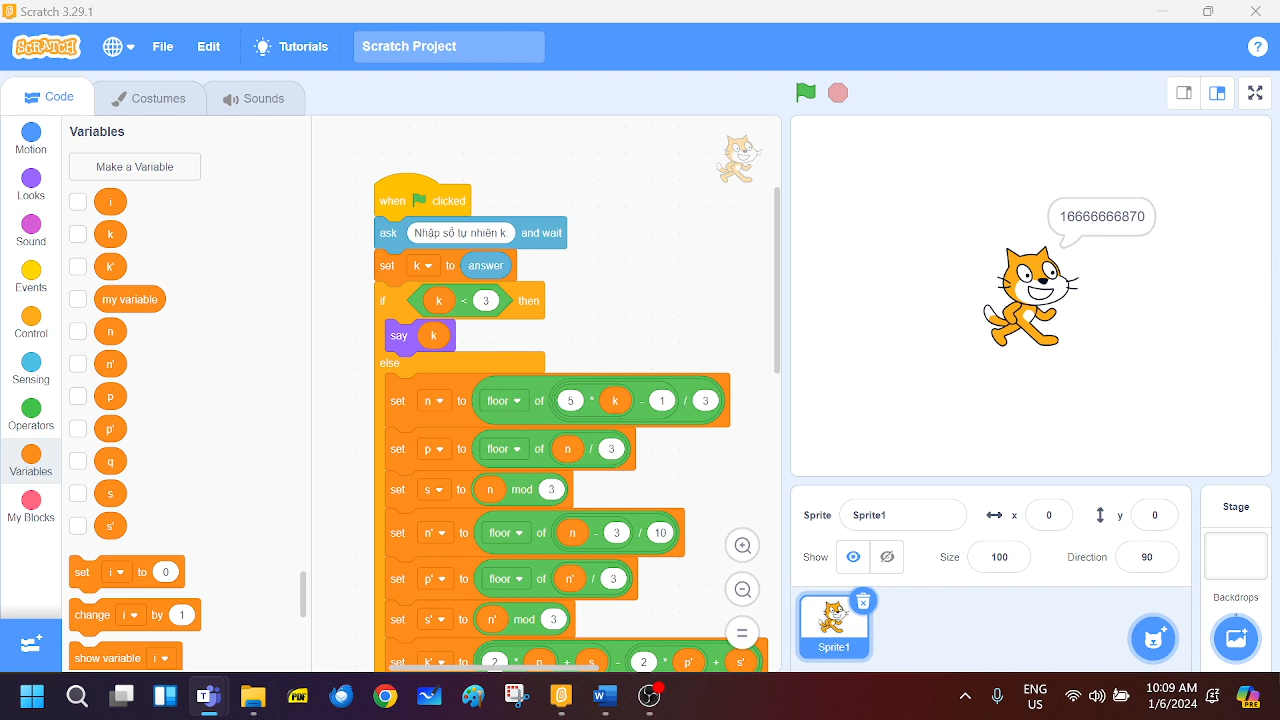 Scratch 3.29.1
SCRATCH File Edit Tutorials Scratch Project ?
Code Costumes Sounds
Motion
Looks
Sound
Events
Control
Sensing
Operators
Variables
My Blocks
Variables
Make a Variable
i
k
k'
my variable
n
n'
p
p'
q
s
s'
set i to 0
change i by 1
show variable i
when clicked
ask Nhập số tự nhiên k: and wait
set k to answer
if k < 3 then
say k
else
set n to floor of 5 * k - 1 / 3
set p to floor of n / 3
set s to n mod 3
set n' to floor of n - 3 / 10
set p' to floor of n' / 3
set s' to n' mod 3
set k' to 2 * p + s - 2 * p' + s'
16666666870
Sprite Sprite1 x 0 y 0
Show Size 100 Direction 90
Sprite1
Stage
Backdrops
PDF
ENG
US
10:09 AM
1/6/2024
PRE